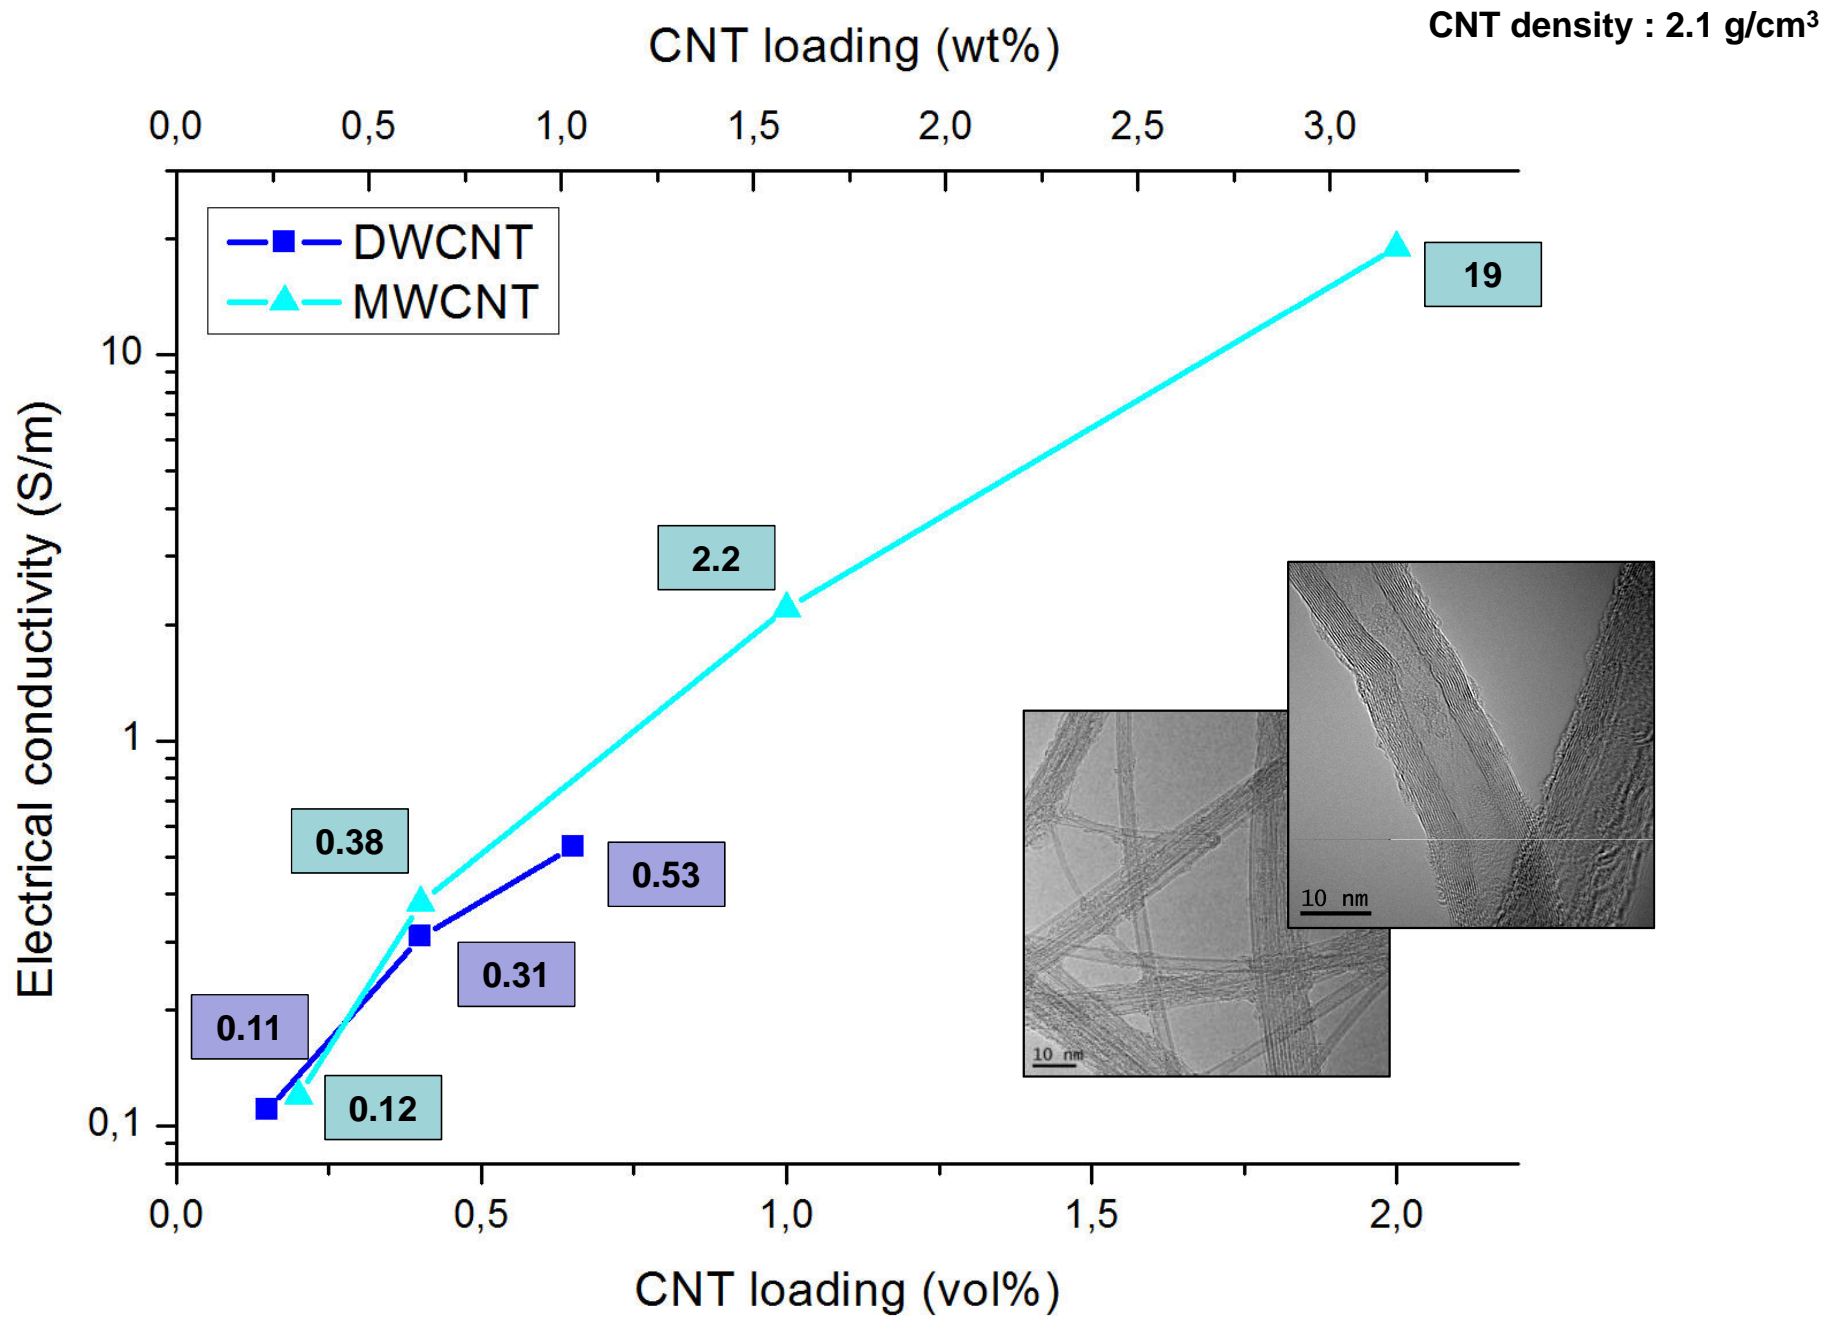 CNT density : 2.1 g/cm³
CNT loading (wt%)
0,0 0,5 1,0 1,5 2,0 2,5 3,0
DWCNT
MWCNT
19
10
2.2
1
0.38
0.53
0.31
0.11
0.12
0,1
Electrical conductivity (S/m)
10 nm
10 nm
0,0 0,5 1,0 1,5 2,0
CNT loading (vol%)